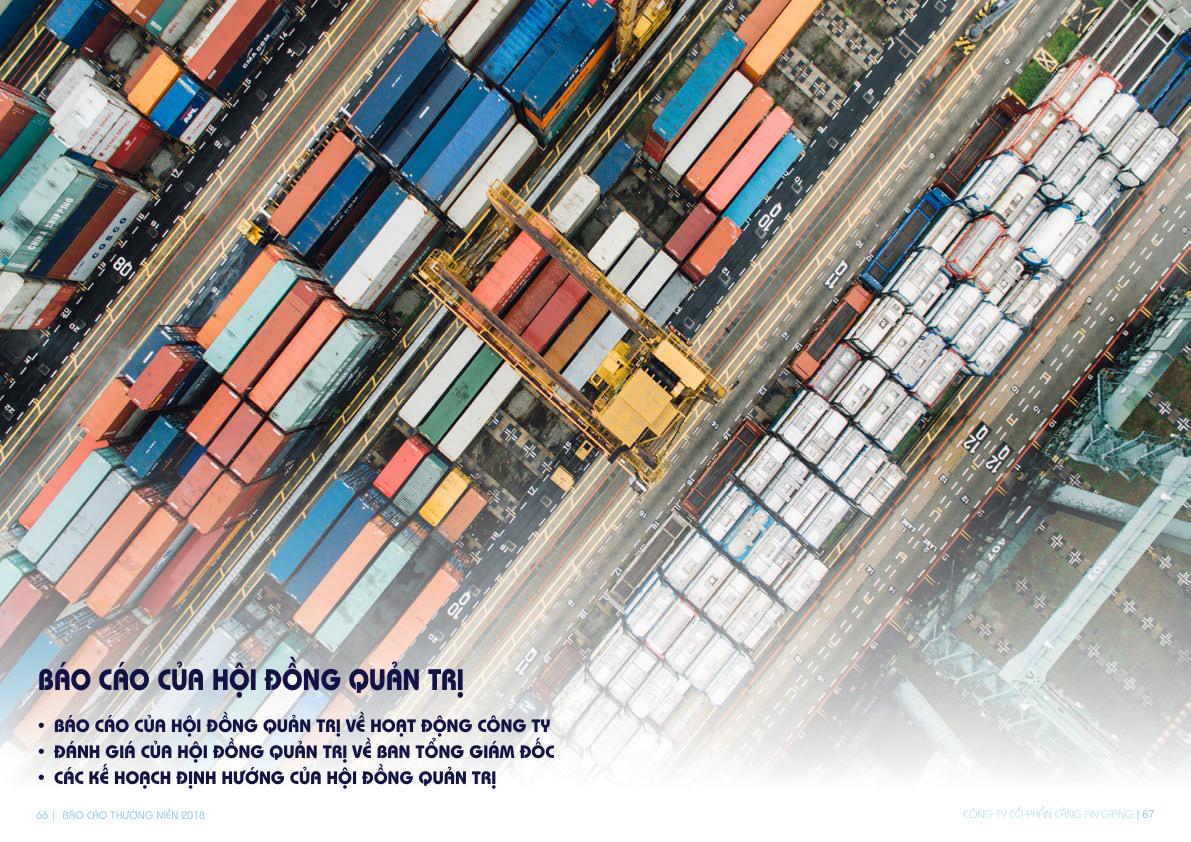 BÁO CÁO CỦA HỘI ĐỒNG QUẢN TRỊ
• BÁO CÁO CỦA HỘI ĐỒNG QUẢN TRỊ VỀ HOẠT ĐỘNG CÔNG TY
• ĐÁNH GIÁ CỦA HỘI ĐỒNG QUẢN TRỊ VỀ BAN TỔNG GIÁM ĐỐC
• CÁC KẾ HOẠCH ĐỊNH HƯỚNG CỦA HỘI ĐỒNG QUẢN TRỊ
66 | BÁO CÁO THƯỜNG NIÊN 2018
CÔNG TY CỔ PHẦN CẢNG AN GIANG | 67